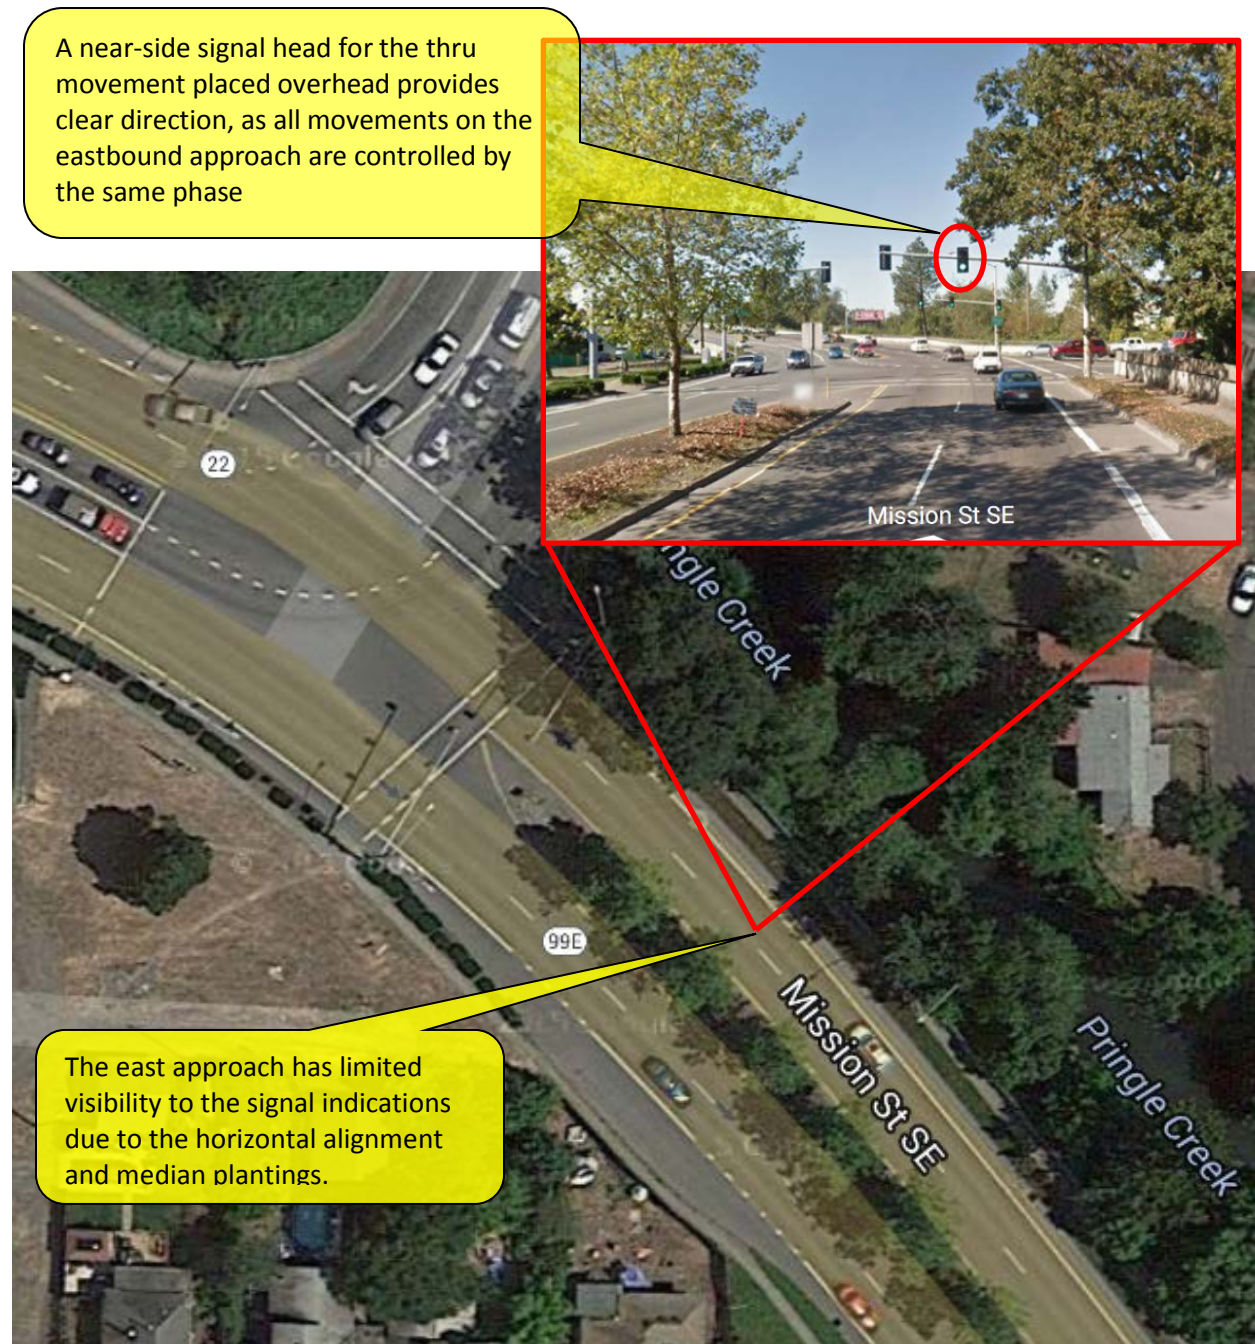 A near-side signal head for the thru
movement placed overhead provides
clear direction, as all movements on the
eastbound approach are controlled by
the same phase
Mission St SE
22
Pringle Creek
99E
Mission St SE
Pringle Creek
The east approach has limited
visibility to the signal indications
due to the horizontal alignment
and median plantings.